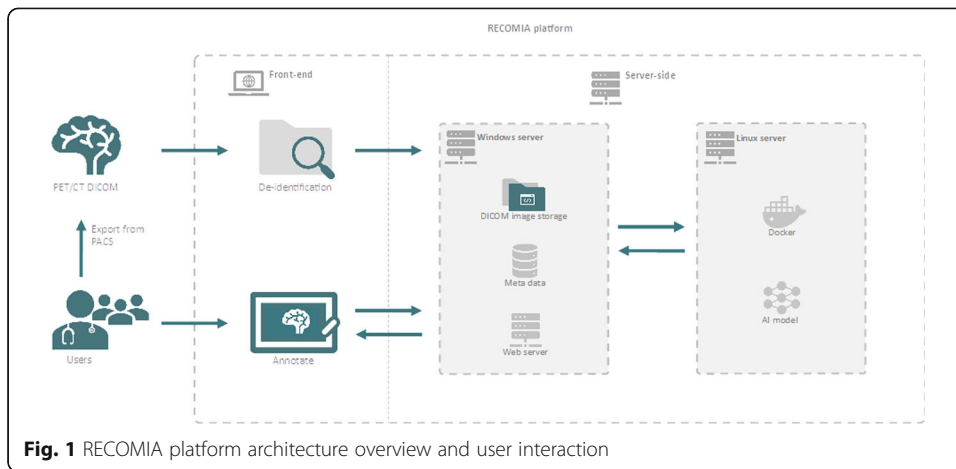 RECOMIA platform
Front-end
Server-side
Windows server
Linux server
PET/CT DICOM
De-identification
DICOM image storage
Docker
Export from
PACS
Meta data
AI model
Web server
Users
Annotate
Fig. 1 RECOMIA platform architecture overview and user interaction